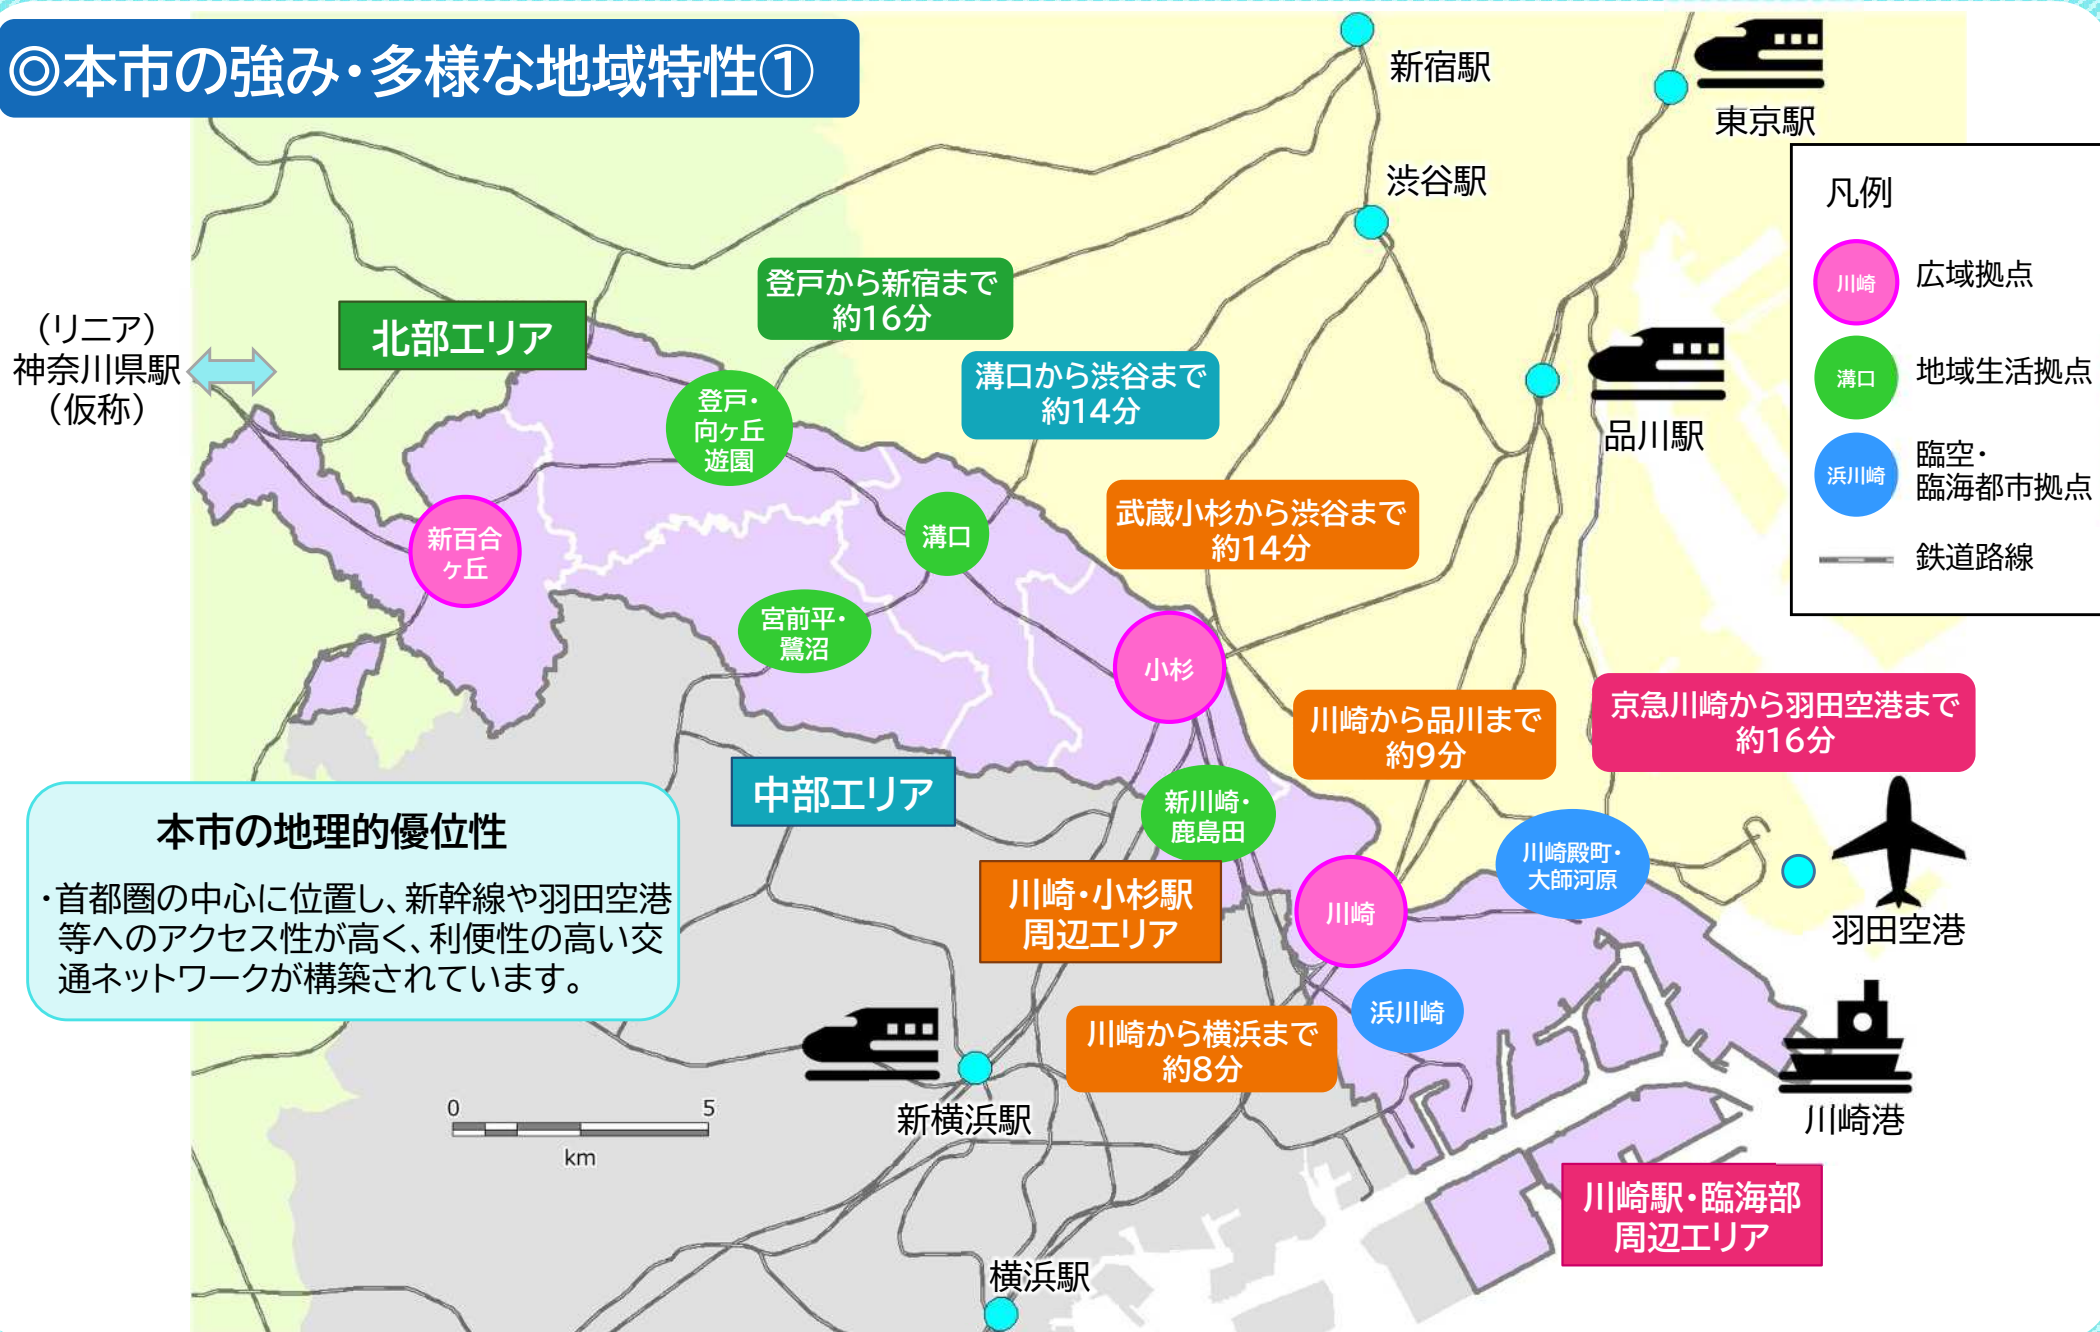 ◎本市の強み・多様な地域特性①
新宿駅
東京駅
渋谷駅
凡例
川崎
広域拠点
溝口
地域生活拠点
浜川崎
臨空・
臨海都市拠点
鉄道路線
登戸から新宿まで
約16分
北部エリア
(リニア)
神奈川県駅
(仮称)
溝口から渋谷まで
約14分
登戸・
向ヶ丘
遊園
品川駅
武蔵小杉から渋谷まで
約14分
溝口
新百合
ヶ丘
宮前平・
鷺沼
小杉
川崎から品川まで
約9分
京急川崎から羽田空港まで
約16分
中部エリア
新川崎・
鹿島田
本市の地理的優位性
・首都圏の中心に位置し、新幹線や羽田空港
等へのアクセス性が高く、利便性の高い交
通ネットワークが構築されています。
川崎・小杉駅
周辺エリア
川崎
川崎殿町・
大師河原
羽田空港
浜川崎
川崎から横浜まで
約8分
新横浜駅
川崎港
0
5
km
川崎駅・臨海部
周辺エリア
横浜駅